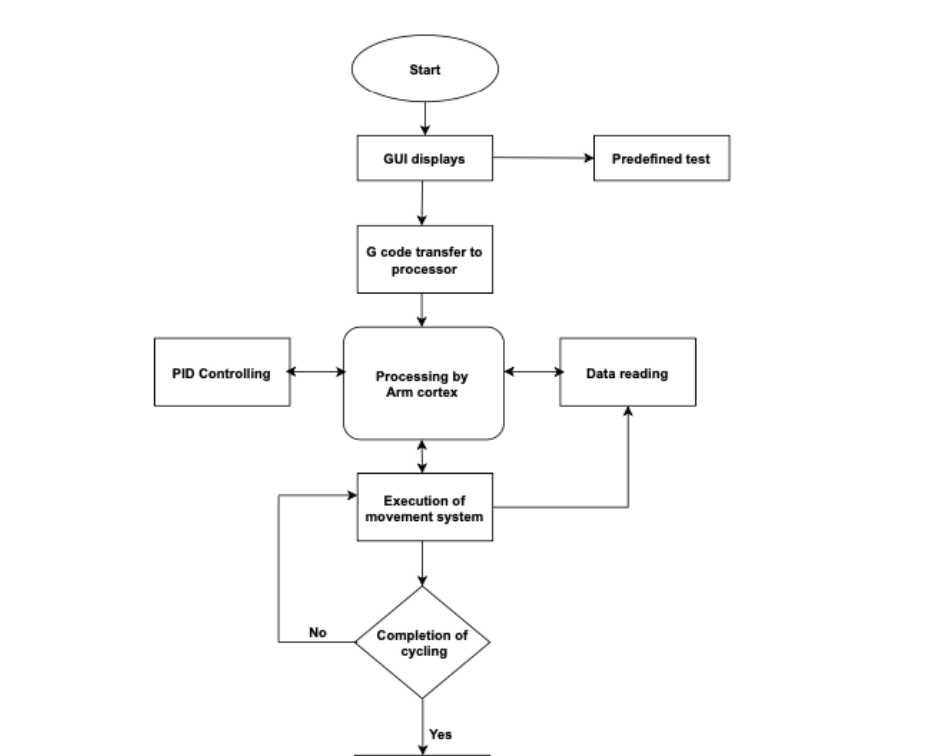 Start
GUI displays
Predefined test
G code transfer to
processor
PID Controlling
Processing by
Arm cortex
Data reading
Execution of
movement system
No
Completion of
cycling
Yes